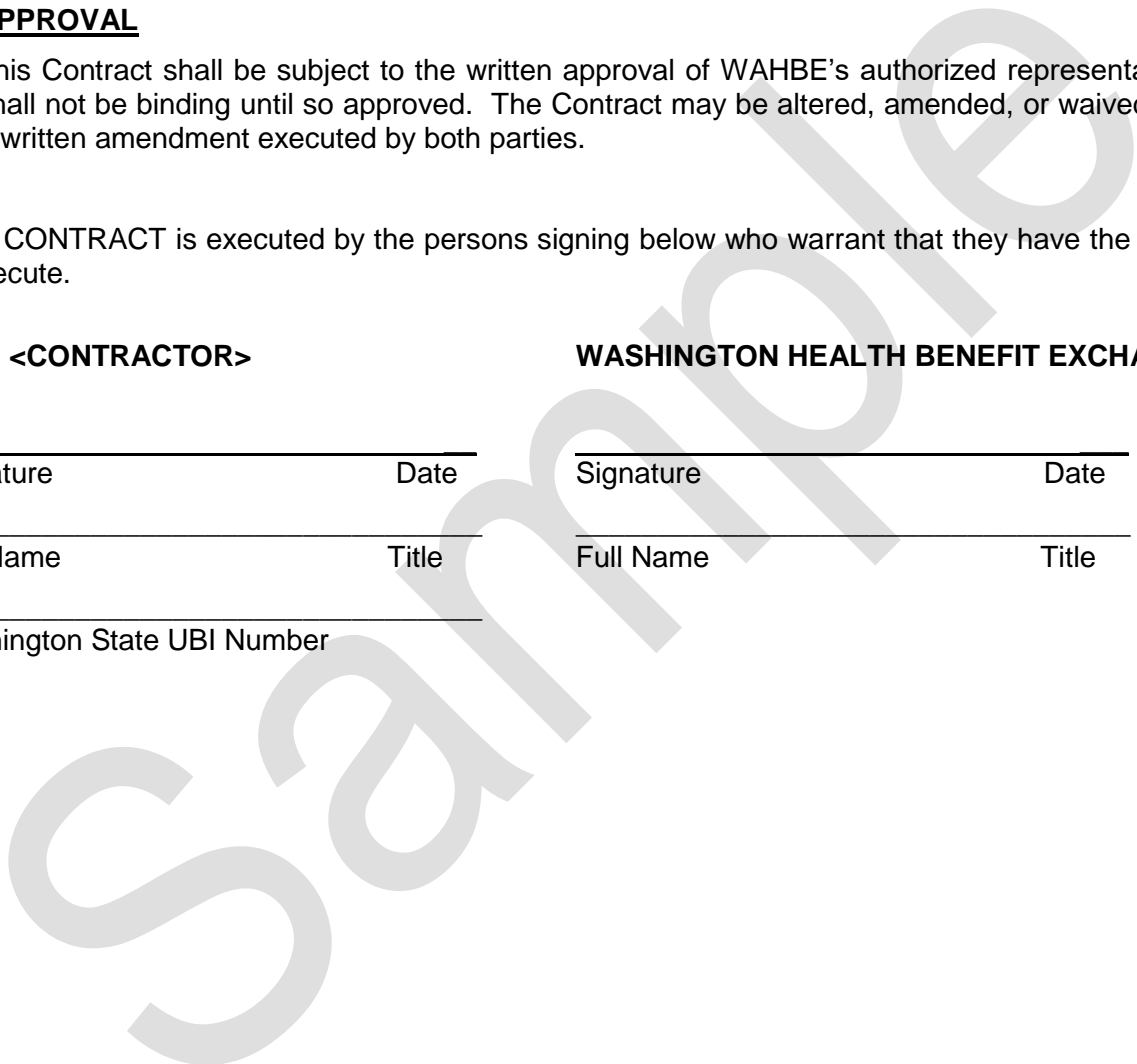 PPROVAL
his Contract shall be subject to the written approval of WAHBE's authorized representa
hall not be binding until so approved. The Contract may be altered, amended, or waived
written amendment executed by both parties.
CONTRACT is executed by the persons signing below who warrant that they have the
ecute.
<CONTRACTOR> WASHINGTON HEALTH BENEFIT EXCHA
ature Date Signature Date
Name Title Full Name Title
hington State UBI Number
Sample